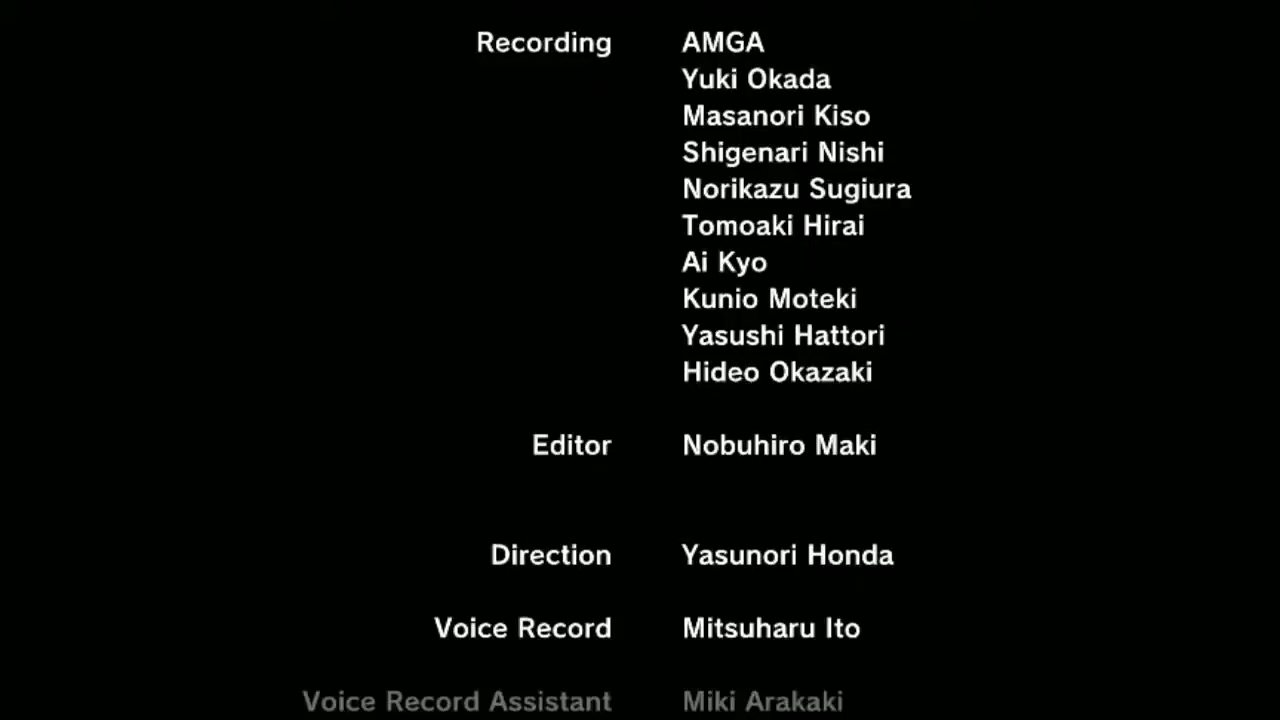 Recording AMGA
Yuki Okada
Masanori Kiso
Shigenari Nishi
Norikazu Sugiura
Tomoaki Hirai
Ai Kyo
Kunio Moteki
Yasushi Hattori
Hideo Okazaki
Editor Nobuhiro Maki
Direction Yasunori Honda
Voice Record Mitsuharu Ito
Voice Record Assistant Miki Arakaki